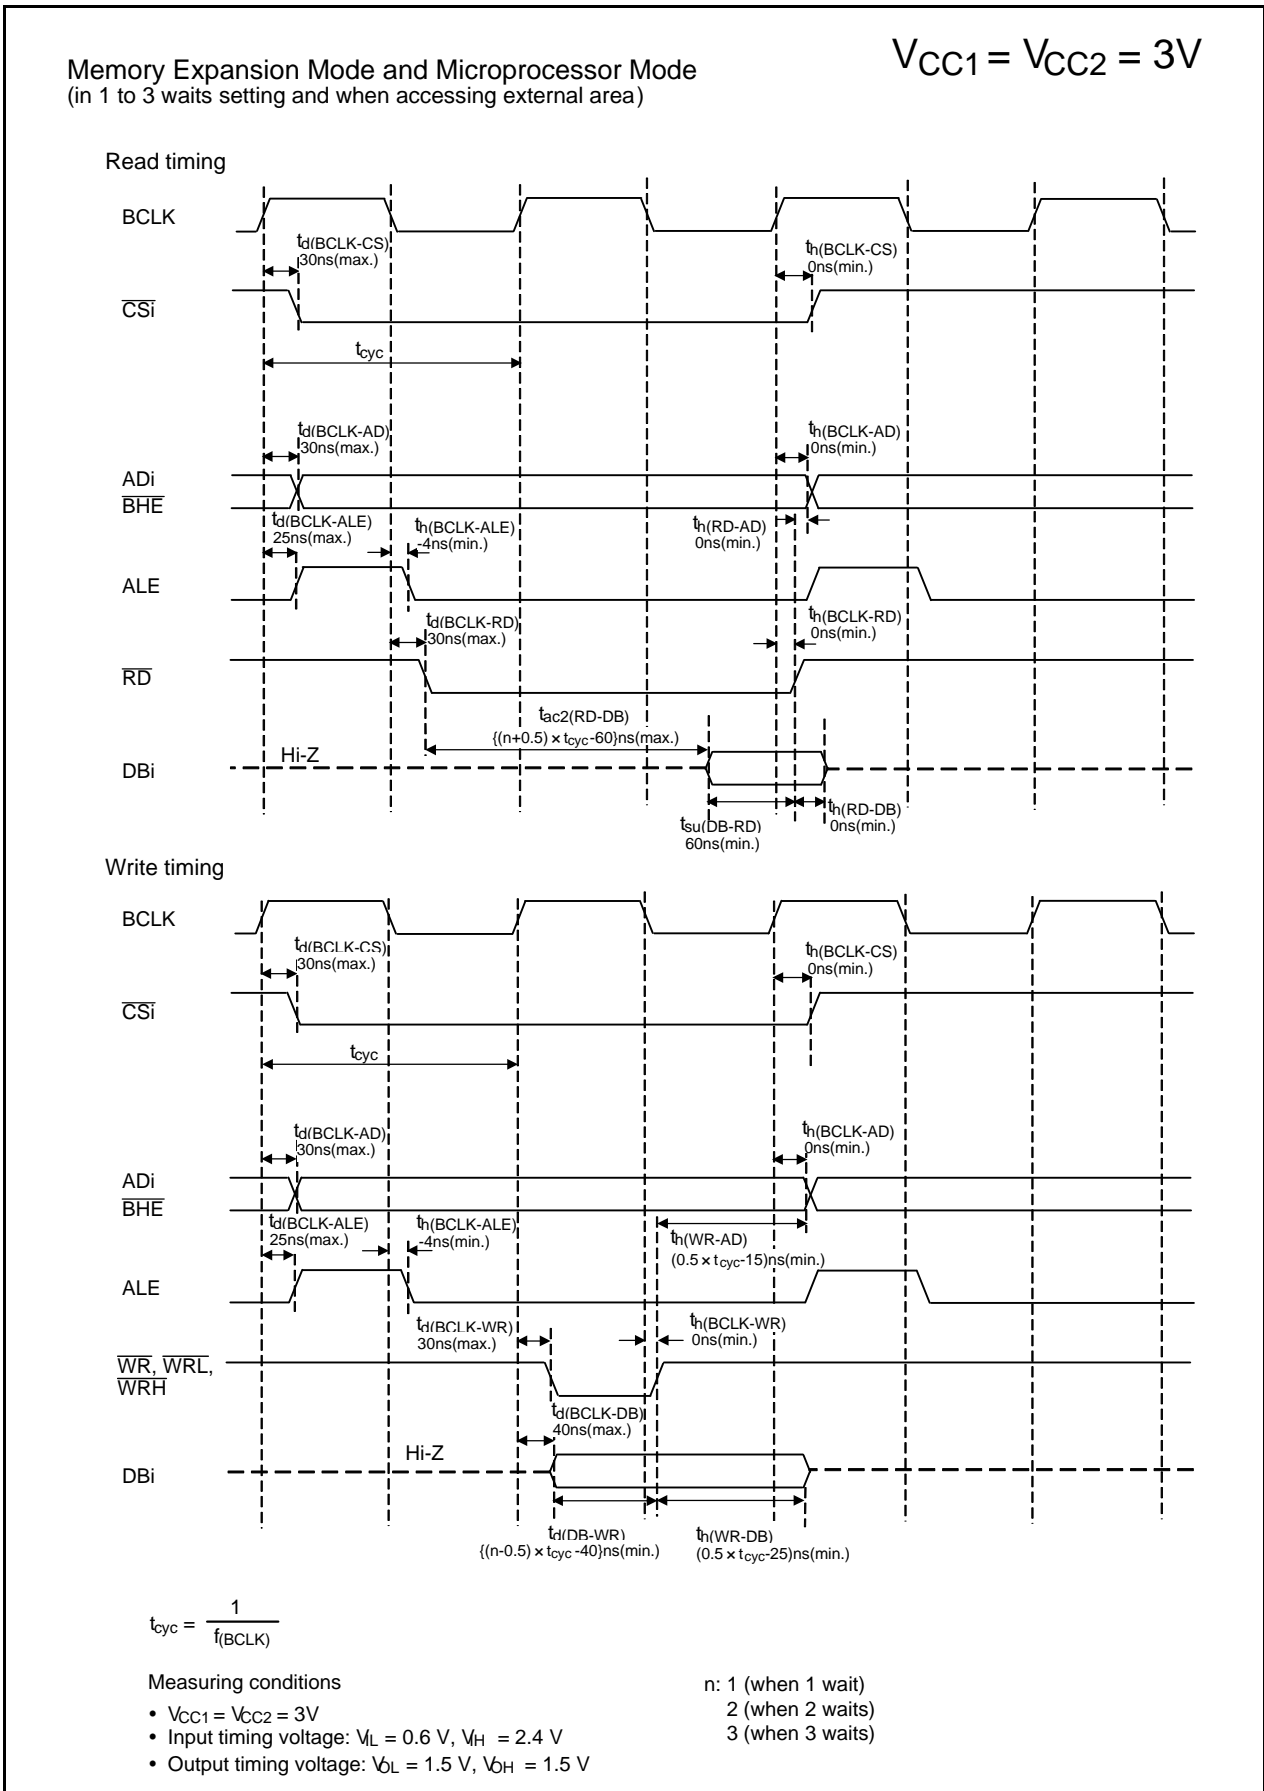 VCC1 = VCC2 = 3V
Memory Expansion Mode and Microprocessor Mode
(in 1 to 3 waits setting and when accessing external area)
Read timing
BCLK
td(BCLK-CS)
30ns(max.)
th(BCLK-CS)
0ns(min.)
CSi
tcyc
td(BCLK-AD)
30ns(max.)
th(BCLK-AD)
0ns(min.)
ADi
BHE
td(BCLK-ALE)
25ns(max.)
th(BCLK-ALE)
-4ns(min.)
th(RD-AD)
0ns(min.)
ALE
td(BCLK-RD)
30ns(max.)
th(BCLK-RD)
0ns(min.)
RD
tac2(RD-DB)
{(n+0.5) × tcyc-60}ns(max.)
Hi-Z
DBi
tsu(DB-RD)
60ns(min.)
th(RD-DB)
0ns(min.)
Write timing
BCLK
td(BCLK-CS)
30ns(max.)
th(BCLK-CS)
0ns(min.)
CSi
tcyc
td(BCLK-AD)
30ns(max.)
th(BCLK-AD)
0ns(min.)
ADi
BHE
td(BCLK-ALE)
25ns(max.)
th(BCLK-ALE)
-4ns(min.)
th(WR-AD)
(0.5 × tcyc-15)ns(min.)
ALE
td(BCLK-WR)
30ns(max.)
th(BCLK-WR)
0ns(min.)
WR, WRL,
WRH
td(BCLK-DB)
40ns(max.)
Hi-Z
DBi
td(DB-WR)
{(n-0.5) × tcyc -40}ns(min.)
th(WR-DB)
(0.5 × tcyc-25)ns(min.)
tcyc = 1
f(BCLK)
Measuring conditions
• VCC1 = VCC2 = 3V
• Input timing voltage: VIL = 0.6 V, VIH = 2.4 V
• Output timing voltage: VOL = 1.5 V, VOH = 1.5 V
n: 1 (when 1 wait)
2 (when 2 waits)
3 (when 3 waits)